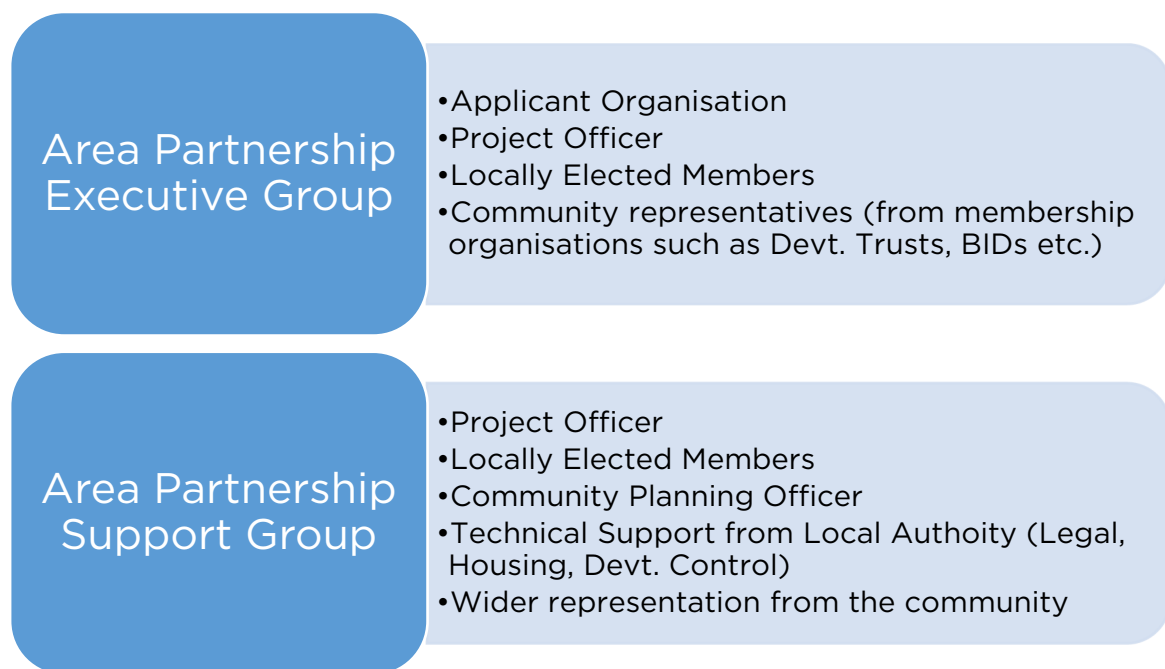 Area Partnership
Executive Group
•Applicant Organisation
•Project Officer
•Locally Elected Members
•Community representatives (from membership
organisations such as Devt. Trusts, BIDs etc.)
Area Partnership
Support Group
•Project Officer
•Locally Elected Members
•Community Planning Officer
•Technical Support from Local Authoity (Legal,
Housing, Devt. Control)
•Wider representation from the community